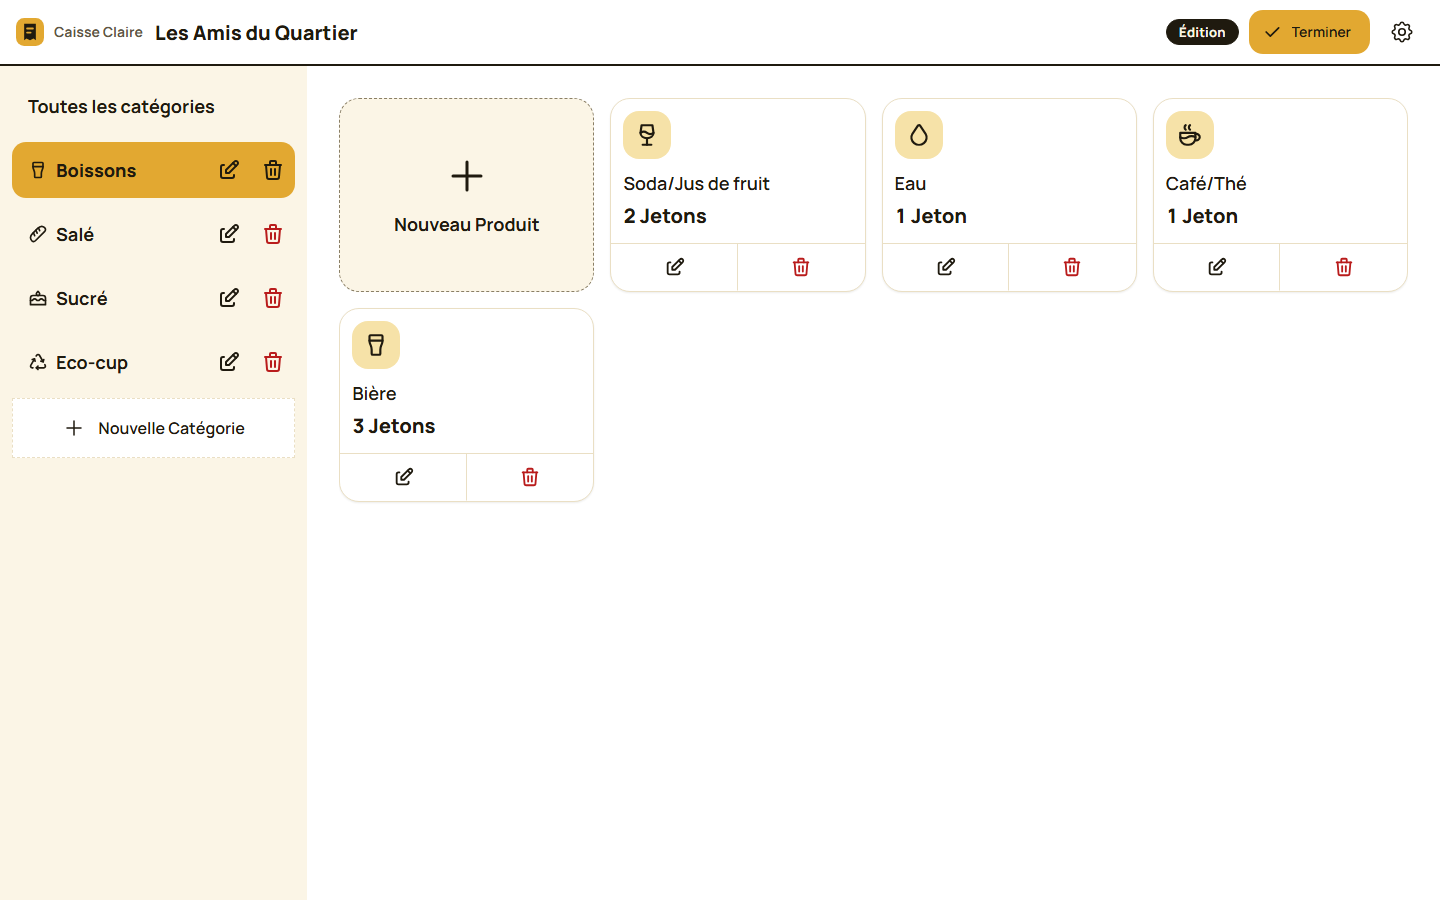 Caisse Claire
Les Amis du Quartier
Édition
Terminer
Toutes les catégories
Boissons
Salé
Sucré
Eco-cup
Nouvelle Catégorie
Nouveau Produit
Soda/Jus de fruit
2 Jetons
Eau
1 Jeton
Café/Thé
1 Jeton
Bière
3 Jetons